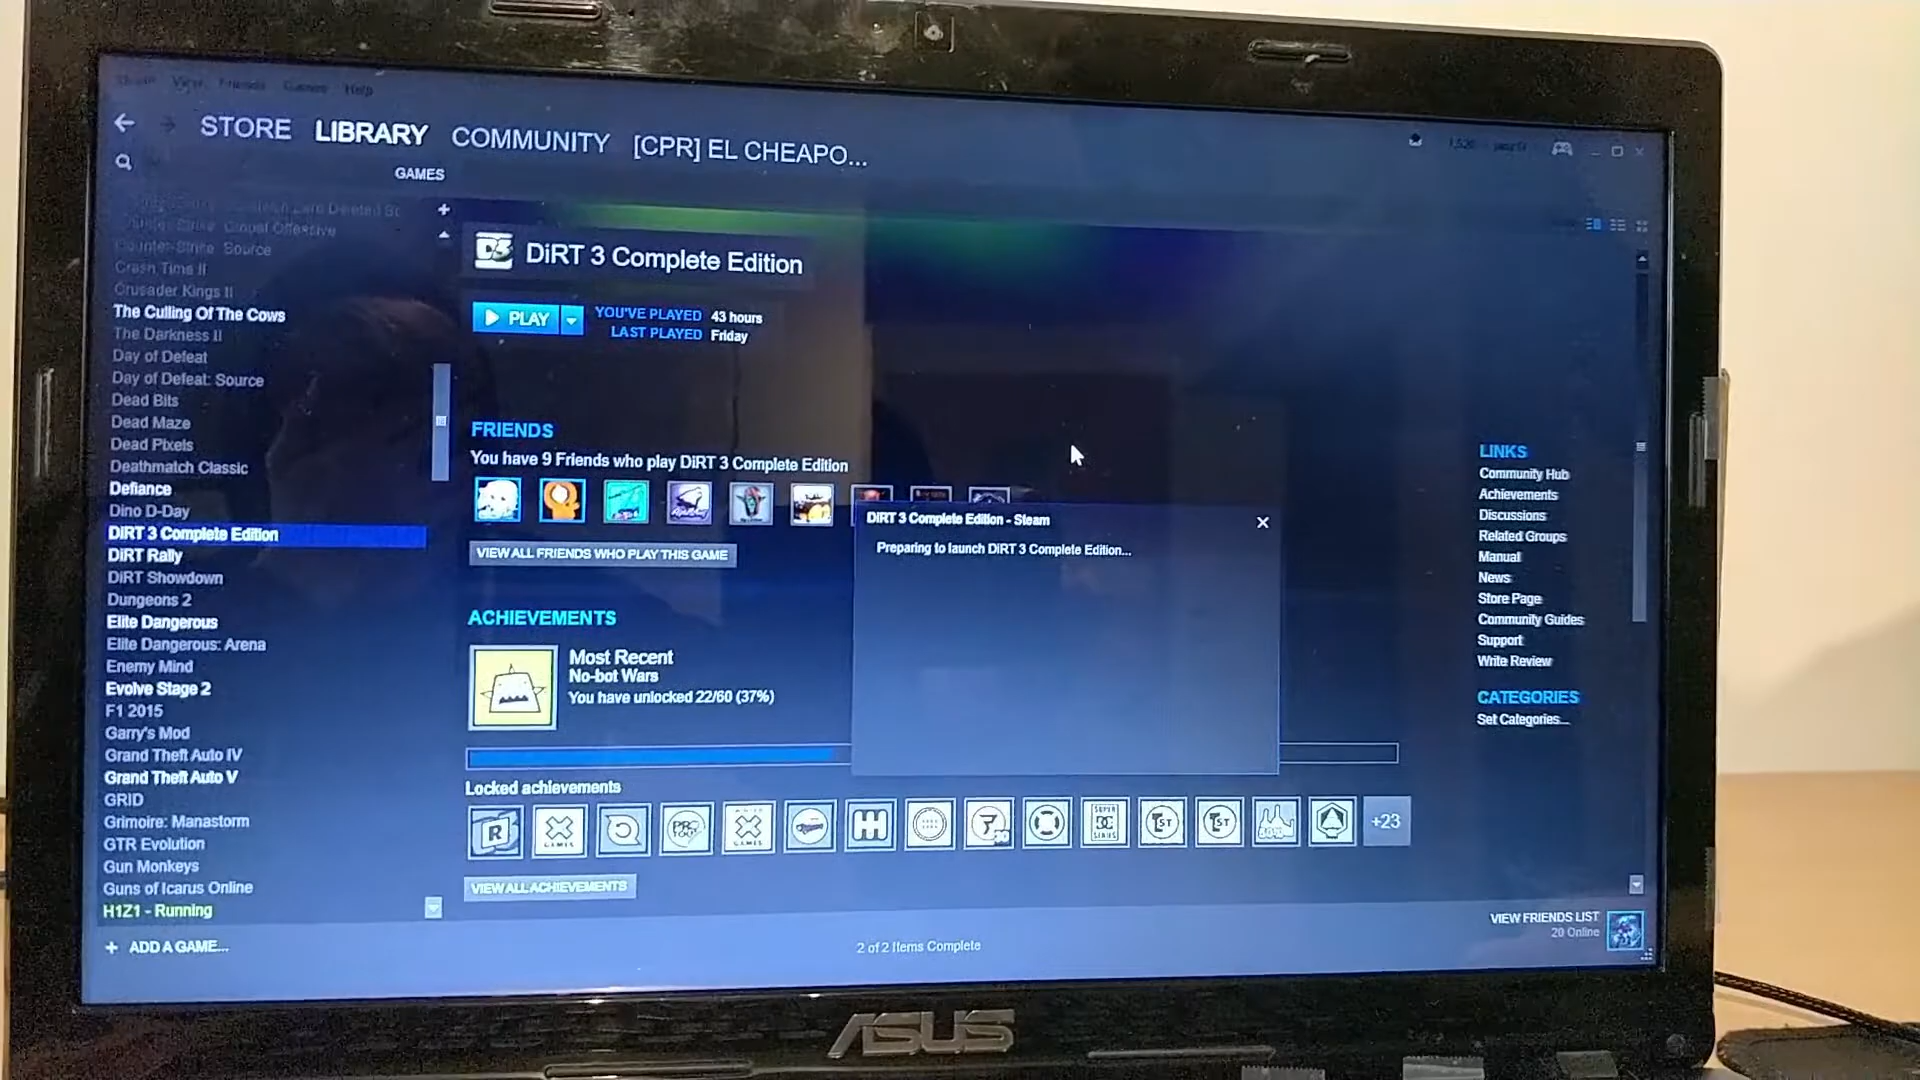 View Friends Games Help
STORE LIBRARY COMMUNITY [CPR] EL CHEAPO...
GAMES
Counter-Strike: Global Offensive
Counter-Strike: Source
Crash Time II
Crusader Kings II
The Culling Of The Cows
The Darkness II
Day of Defeat
Day of Defeat: Source
Dead Bits
Dead Maze
Dead Pixels
Deathmatch Classic
Defiance
Dino D-Day
DiRT 3 Complete Edition
DiRT Rally
DiRT Showdown
Dungeons 2
Elite Dangerous
Elite Dangerous: Arena
Enemy Mind
Evolve Stage 2
F1 2015
Garry's Mod
Grand Theft Auto IV
Grand Theft Auto V
GRID
Grimoire: Manastorm
GTR Evolution
Gun Monkeys
Guns of Icarus Online
H1Z1 - Running
+ ADD A GAME...
DiRT 3 Complete Edition
PLAY
YOU'VE PLAYED 43 hours
LAST PLAYED Friday
FRIENDS
You have 9 Friends who play DiRT 3 Complete Edition
VIEW ALL FRIENDS WHO PLAY THIS GAME
ACHIEVEMENTS
Most Recent
No-bot Wars
You have unlocked 22/60 (37%)
Locked achievements
+23
VIEW ALL ACHIEVEMENTS
DiRT 3 Complete Edition - Steam
Preparing to launch DiRT 3 Complete Edition...
LINKS
Community Hub
Achievements
Discussions
Related Groups
Manual
News
Store Page
Community Guides
Support
Write Review
CATEGORIES
Set Categories...
2 of 2 Items Complete
VIEW FRIENDS LIST
20 Online
ASUS